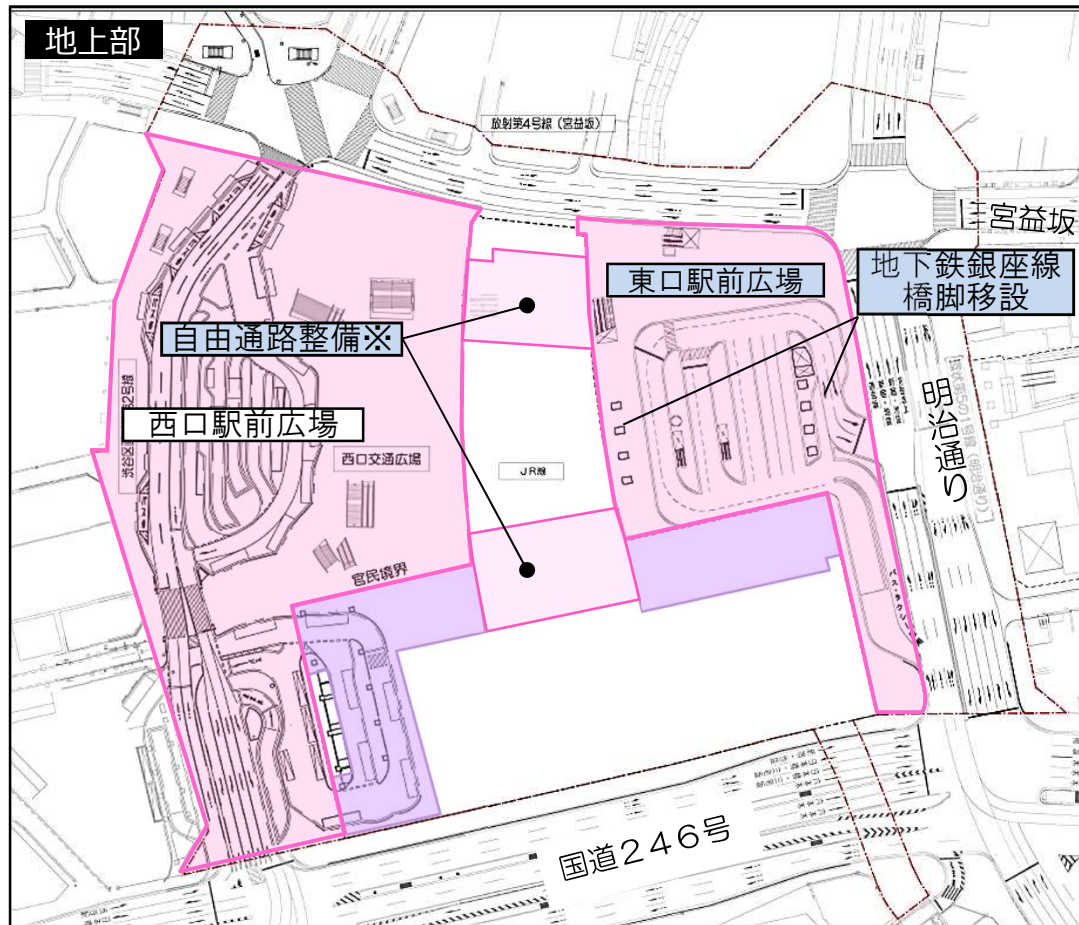 地上部
放射第4号線（宮益坂）
宮益坂
地下鉄銀座線
橋脚移設
東口駅前広場
自由通路整備※
西口駅前広場
西口交通広場
JR線
明治通り
官民境界
国道246号